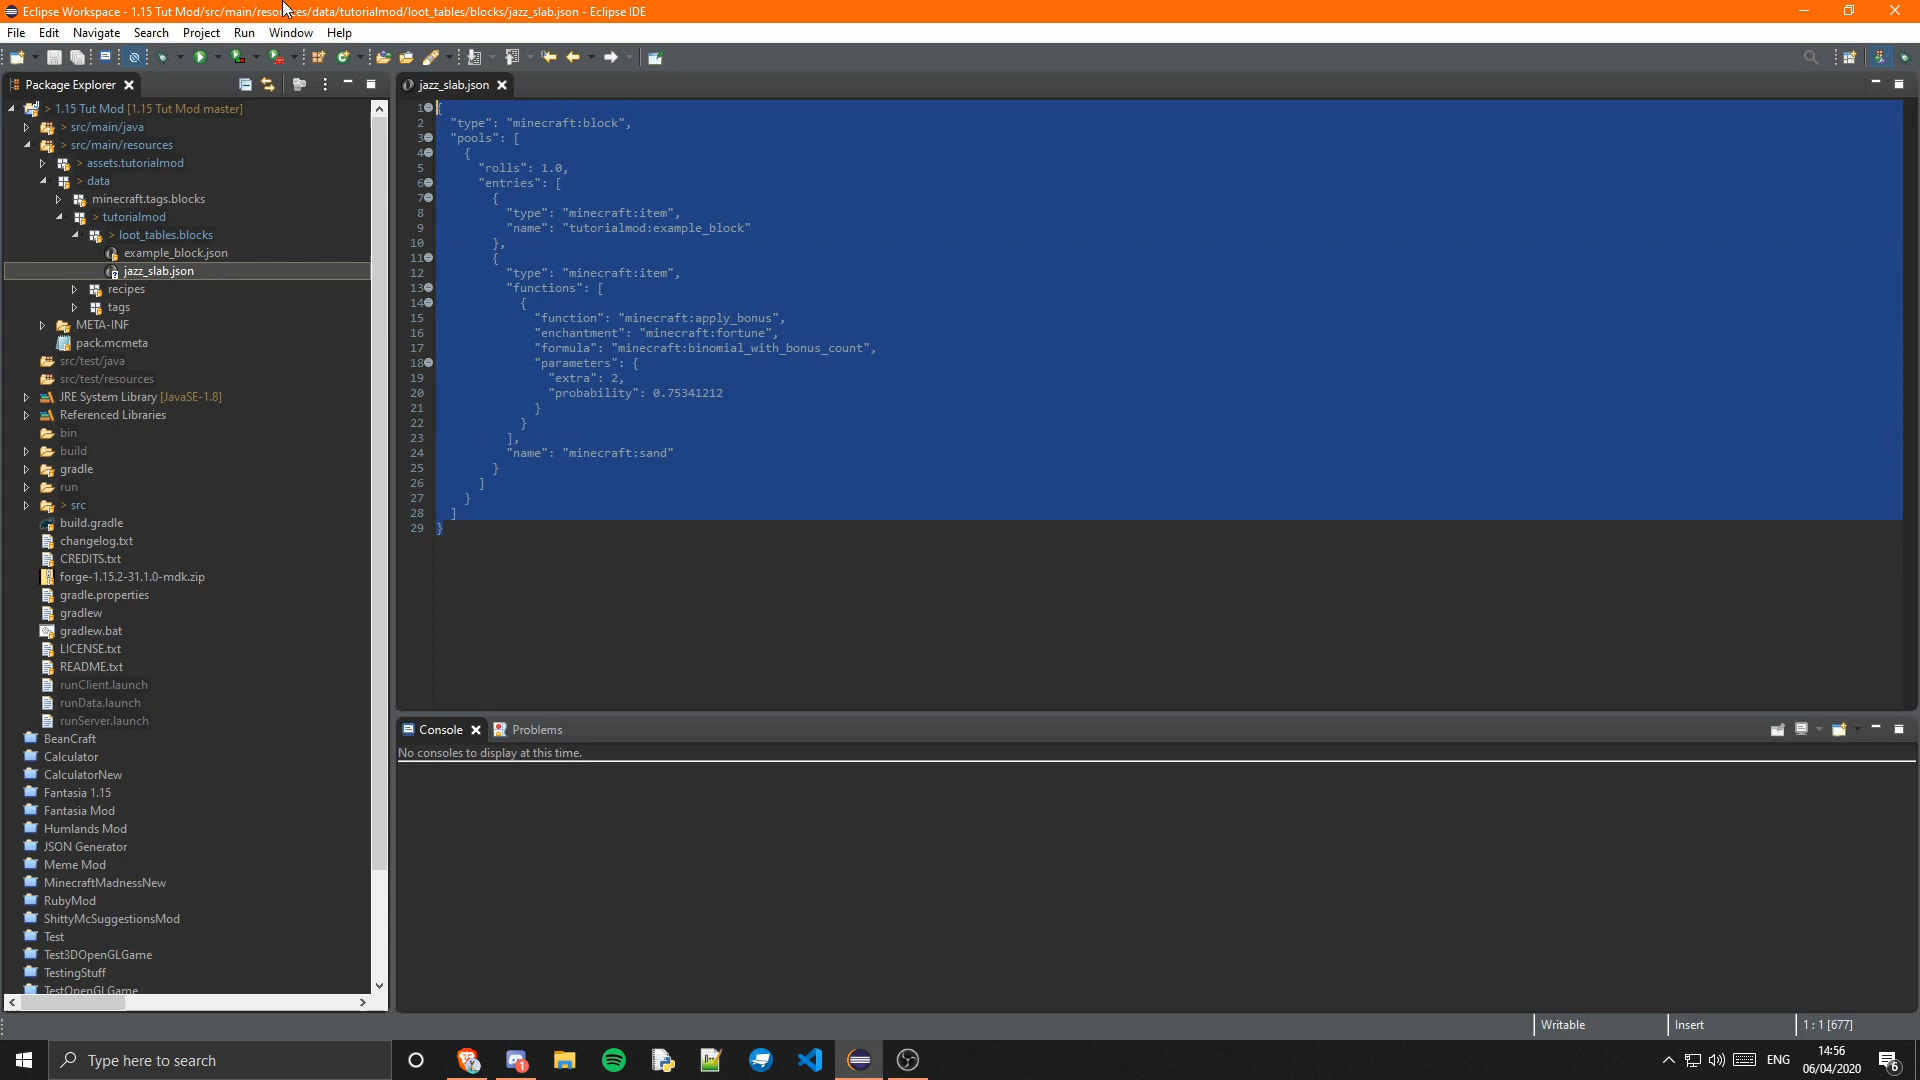 Eclipse Workspace - 1.15 Tut Mod/src/main/resources/data/tutorialmod/loot_tables/blocks/jazz_slab.json - Eclipse IDE
File Edit Navigate Search Project Run Window Help
Package Explorer
> 1.15 Tut Mod [1.15 Tut Mod master]
> src/main/java
> src/main/resources
> assets.tutorialmod
> data
minecraft.tags.blocks
> tutorialmod
> loot_tables.blocks
example_block.json
jazz_slab.json
recipes
tags
META-INF
pack.mcmeta
src/test/java
src/test/resources
JRE System Library [JavaSE-1.8]
Referenced Libraries
bin
build
gradle
run
> src
build.gradle
changelog.txt
CREDITS.txt
forge-1.15.2-31.1.0-mdk.zip
gradle.properties
gradlew
gradlew.bat
LICENSE.txt
README.txt
runClient.launch
runData.launch
runServer.launch
BeanCraft
Calculator
CalculatorNew
Fantasia 1.15
Fantasia Mod
Humlands Mod
JSON Generator
Meme Mod
MinecraftMadnessNew
RubyMod
ShittyMcSuggestionsMod
Test
Test3DOpenGLGame
TestingStuff
TestOpenGLGame
jazz_slab.json
1 {
2 "type": "minecraft:block",
3 "pools": [
4 {
5 "rolls": 1.0,
6 "entries": [
7 {
8 "type": "minecraft:item",
9 "name": "tutorialmod:example_block"
10 },
11 {
12 "type": "minecraft:item",
13 "functions": [
14 {
15 "function": "minecraft:apply_bonus",
16 "enchantment": "minecraft:fortune",
17 "formula": "minecraft:binomial_with_bonus_count",
18 "parameters": {
19 "extra": 2,
20 "probability": 0.75341212
21 }
22 }
23 ],
24 "name": "minecraft:sand"
25 }
26 ]
27 }
28 ]
29 }
Console Problems
No consoles to display at this time.
Writable Insert 1 : 1 [677]
Type here to search
1
ENG
14:56
06/04/2020
6